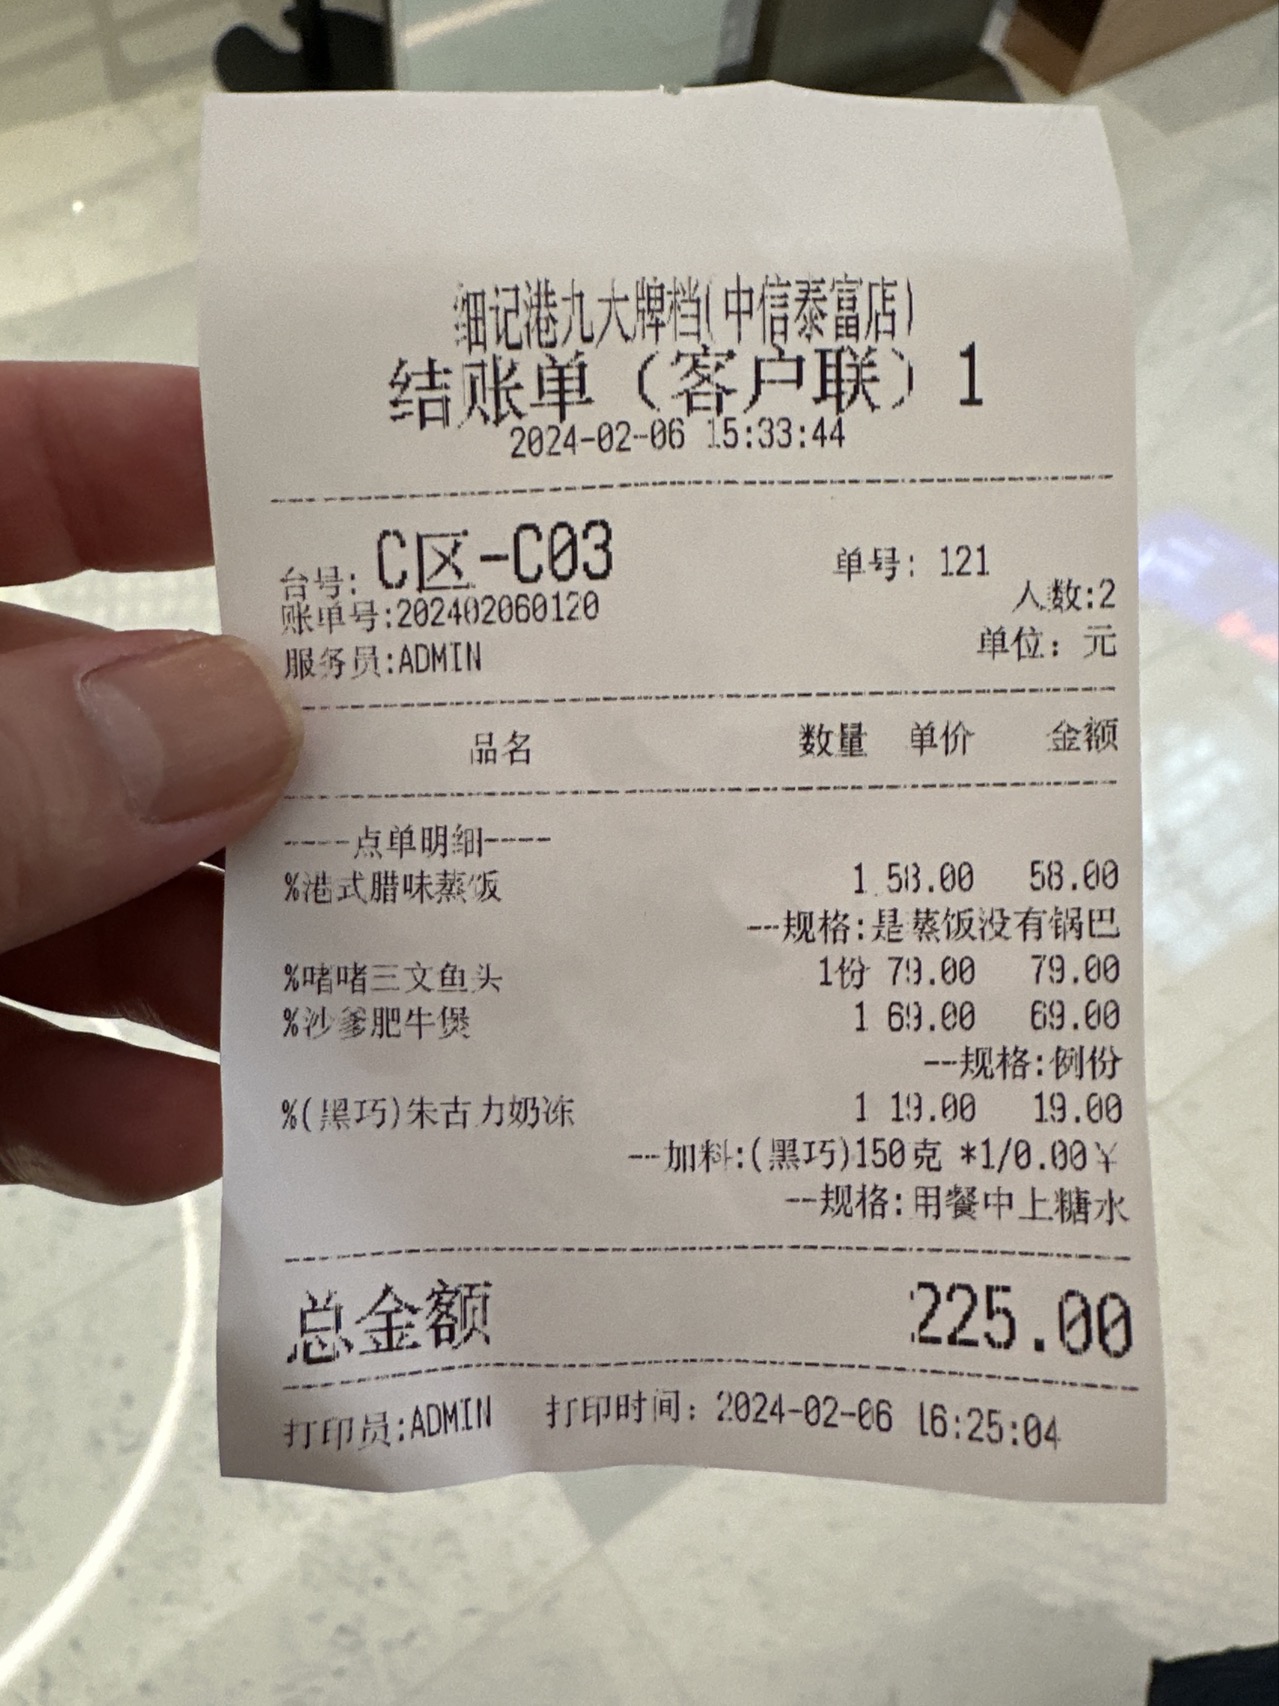 细记港九大牌档(中信泰富店)
结账单（客户联）1
2024-02-06 15:33:44
台号: C区-C03 单号: 121
账单号:202402060120 人数:2
服务员:ADMIN 单位: 元
品名 数量 单价 金额
----点单明细----
%港式腊味蒸饭 1 58.00 58.00
--规格:是蒸饭没有锅巴
%啫啫三文鱼头 1份 79.00 79.00
%沙爹肥牛煲 1 69.00 69.00
--规格:例份
%(黑巧)朱古力奶冻 1 19.00 19.00
--加料:(黑巧)150克 *1/0.00￥
--规格:用餐中上糖水
总金额 225.00
打印员:ADMIN 打印时间: 2024-02-06 16:25:04